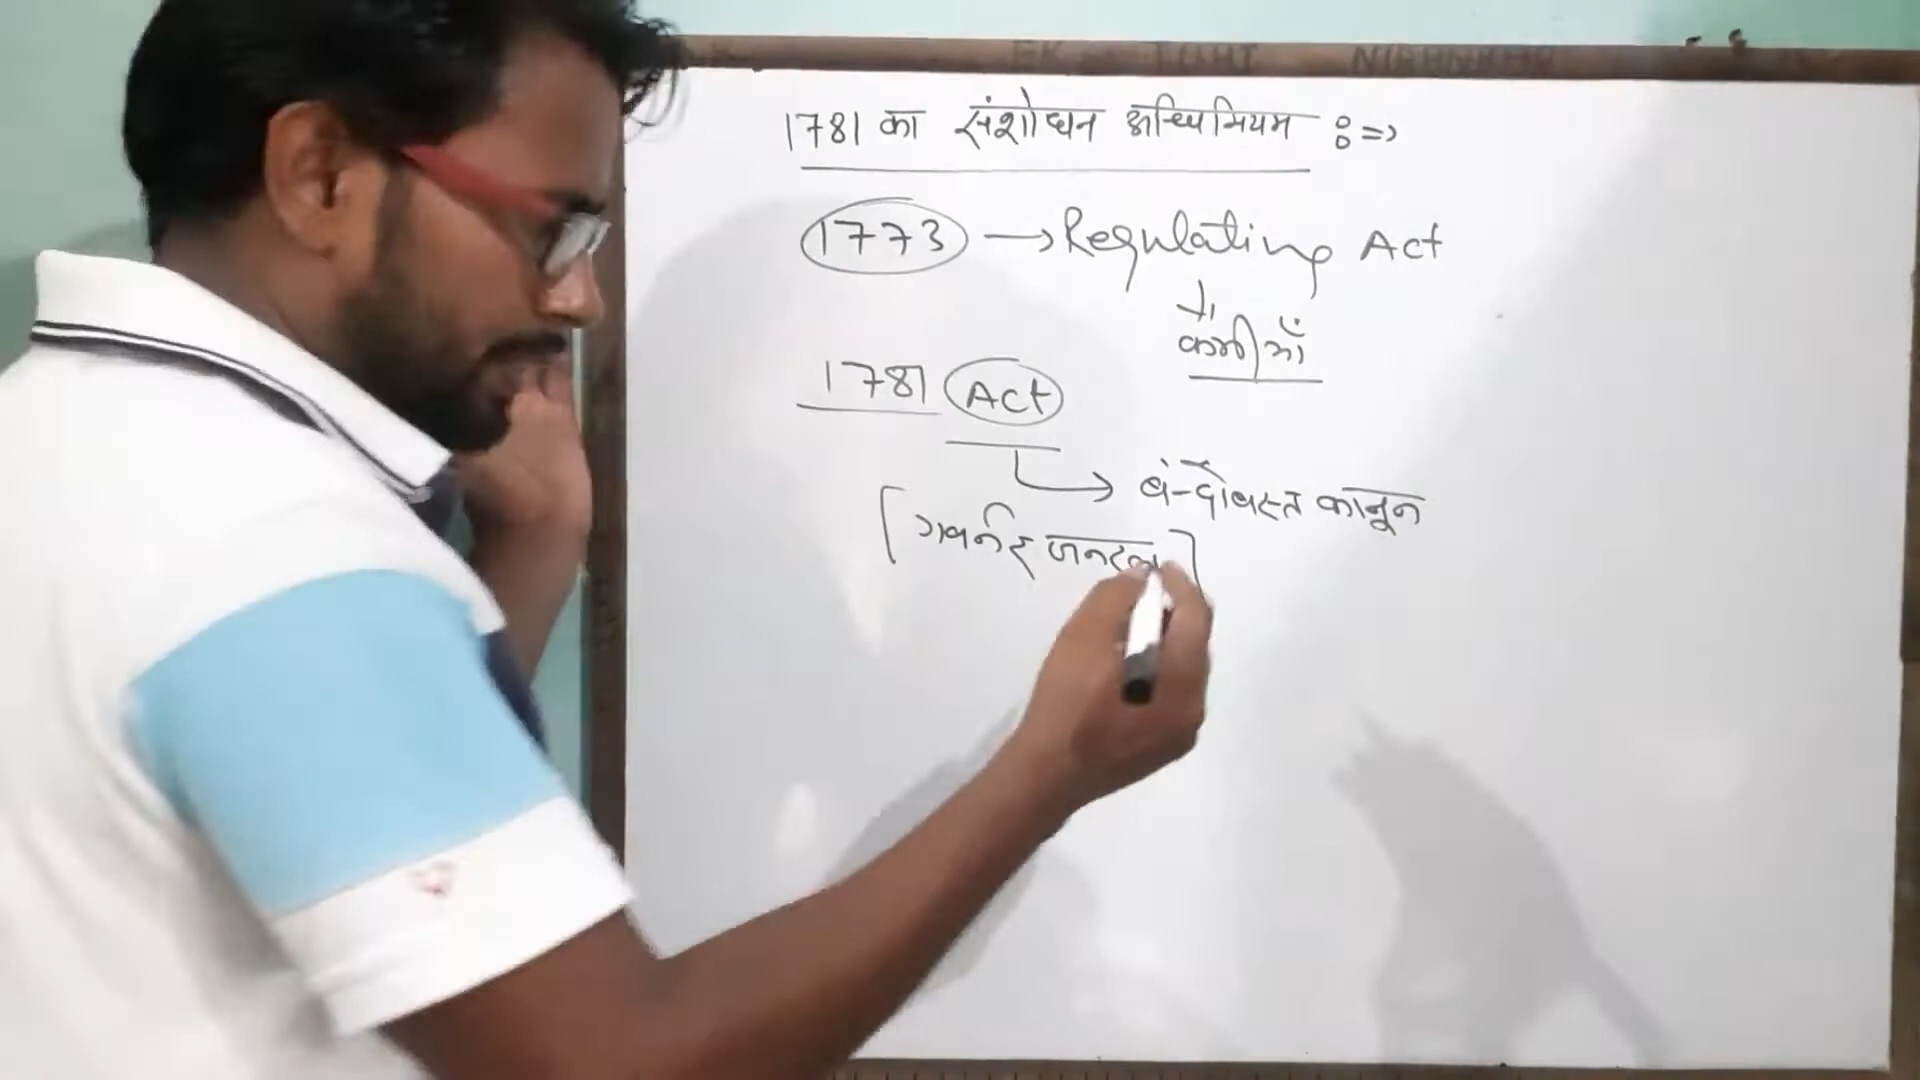 1781 का संशोधन अधिनियम :=>
1773 → Regulating Act
कमीयाँ
1781 Act
→ बंन्दोबस्त कानून
[गवर्नर जनरल]